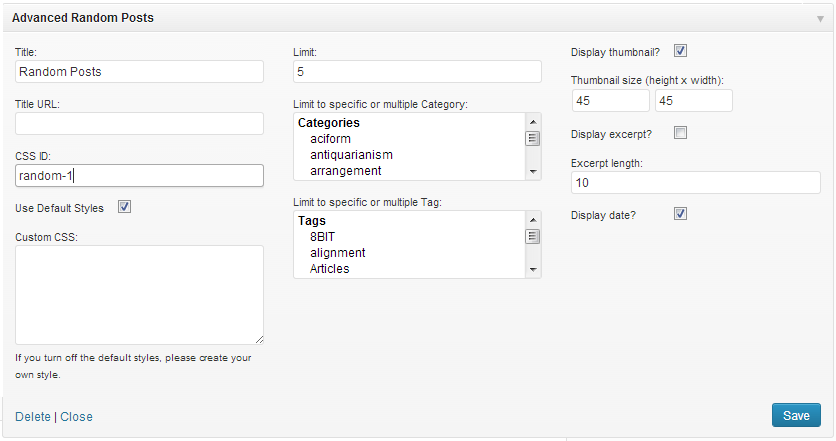 Advanced Random Posts
Title:
Random Posts
Title URL:
CSS ID:
random-1
Use Default Styles
Custom CSS:
If you turn off the default styles, please create your
own style.
Limit:
5
Limit to specific or multiple Category:
Categories
aciform
antiquarianism
arrangement
Limit to specific or multiple Tag:
Tags
8BIT
alignment
Articles
Display thumbnail?
Thumbnail size (height x width):
45 45
Display excerpt?
Excerpt length:
10
Display date?
Delete | Close
Save